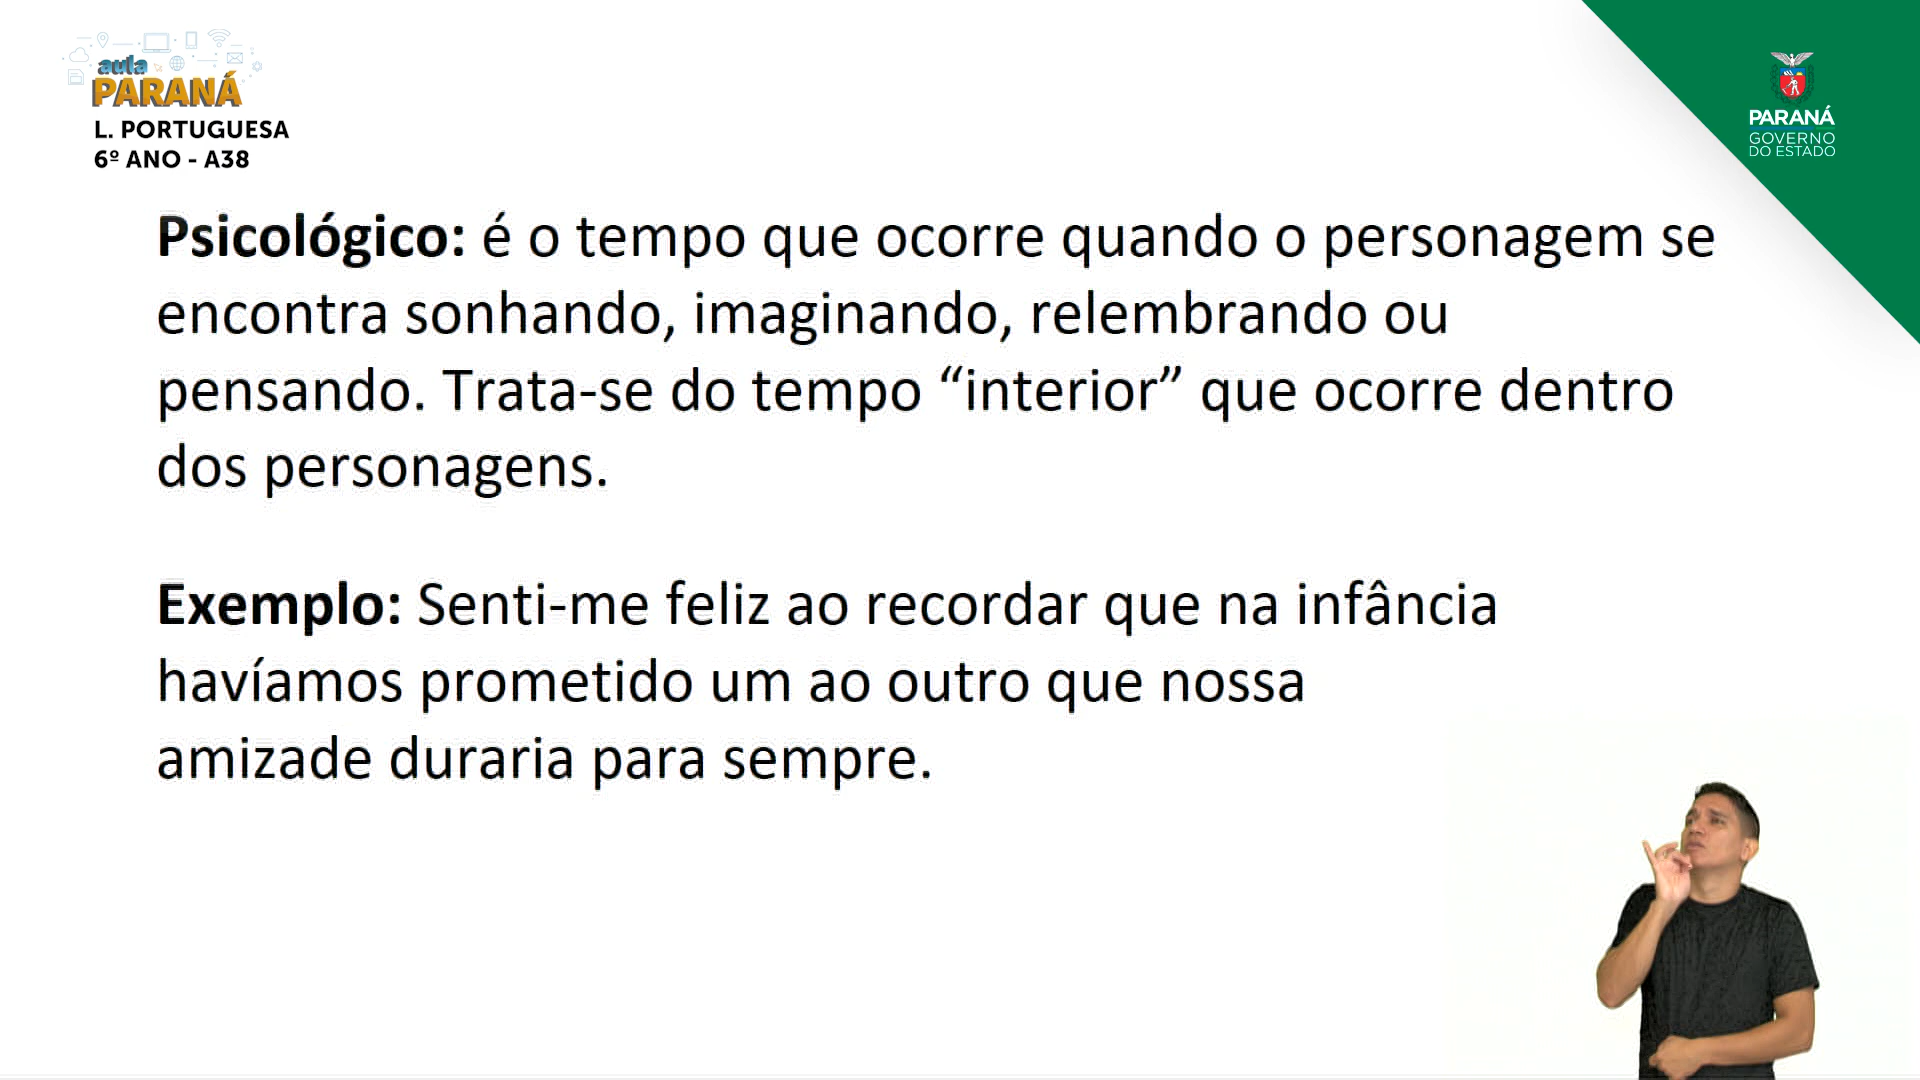 aula
PARANÁ
L. PORTUGUESA
6º ANO - A38
PARANÁ
GOVERNO
DO ESTADO
Psicológico: é o tempo que ocorre quando o personagem se
encontra sonhando, imaginando, relembrando ou
pensando. Trata-se do tempo “interior” que ocorre dentro
dos personagens.
Exemplo: Senti-me feliz ao recordar que na infância
havíamos prometido um ao outro que nossa
amizade duraria para sempre.